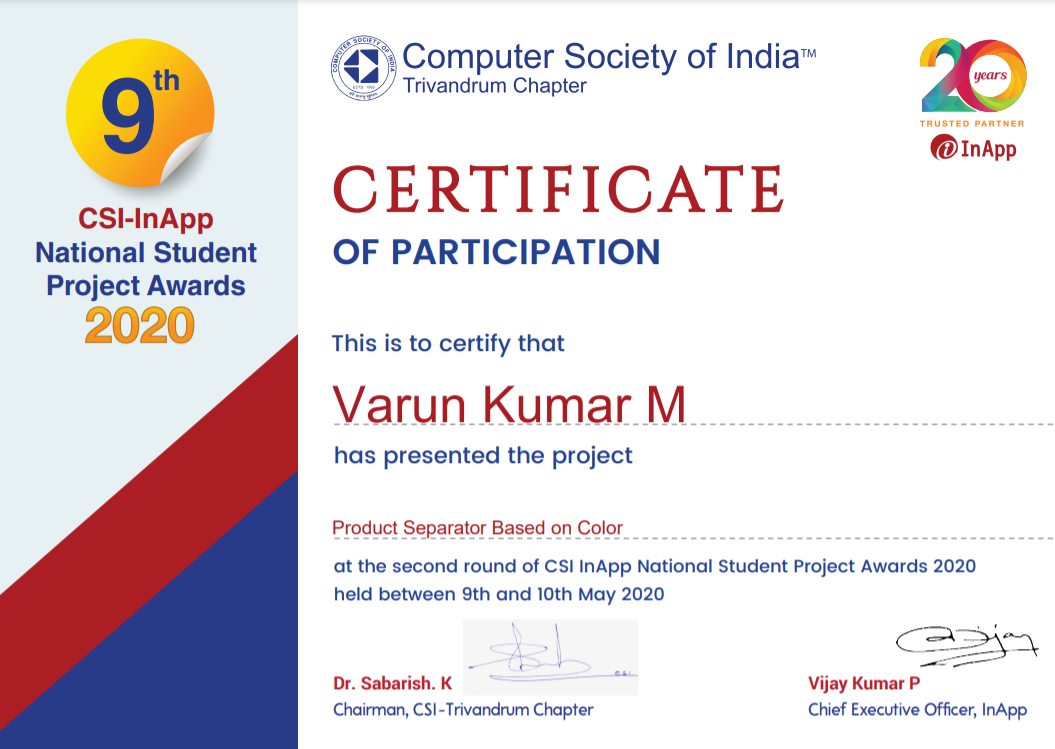 9th
CSI-InApp
National Student
Project Awards
2020
COMPUTER SOCIETY OF INDIA
ESTD 1965
Computer Society of India™
Trivandrum Chapter
20 years
TRUSTED PARTNER
InApp
CERTIFICATE
OF PARTICIPATION
This is to certify that
Varun Kumar M
has presented the project
Product Separator Based on Color
at the second round of CSI InApp National Student Project Awards 2020
held between 9th and 10th May 2020
Dr. Sabarish. K
Chairman, CSI-Trivandrum Chapter
Vijay
Vijay Kumar P
Chief Executive Officer, InApp